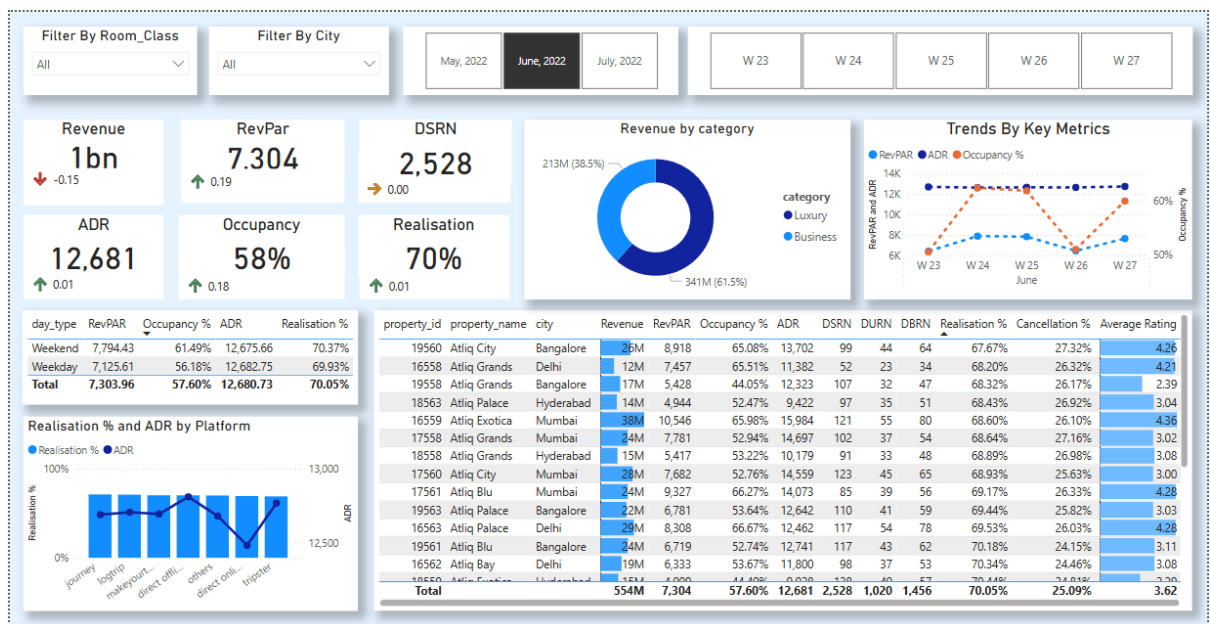 Filter By Room_Class
All
Filter By City
All
May, 2022 June, 2022 July, 2022
W 23 W 24 W 25 W 26 W 27
Revenue
1bn
-0.15
RevPar
7.304
0.19
DSRN
2,528
0.00
ADR
12,681
0.01
Occupancy
58%
0.18
Realisation
70%
0.01
Revenue by category
213M (38.5%)
341M (61.5%)
category
Luxury
Business
Trends By Key Metrics
RevPAR ADR Occupancy %
RevPAR and ADR
14K
12K
10K
8K
6K
60%
50%
Occupancy %
W 23 W 24 W 25 W 26 W 27
June
day_type RevPAR Occupancy % ADR Realisation %
Weekend 7,794.43 61.49% 12,675.66 70.37%
Weekday 7,125.61 56.18% 12,682.75 69.93%
Total 7,303.96 57.60% 12,680.73 70.05%
Realisation % and ADR by Platform
Realisation % ADR
Realisation %
100%
0%
13,000
12,500
ADR
journey
logtrip
makeyourt...
direct offli...
others
direct onli...
tripster
property_id property_name city Revenue RevPAR Occupancy % ADR DSRN DURN DBRN Realisation % Cancellation % Average Rating
19560 Atliq City Bangalore 26M 8,918 65.08% 13,702 99 44 64 67.67% 27.32% 4.26
16558 Atliq Grands Delhi 12M 7,457 65.51% 11,382 52 23 34 68.20% 26.32% 4.21
19558 Atliq Grands Bangalore 17M 5,428 44.05% 12,323 107 32 47 68.32% 26.17% 2.39
18563 Atliq Palace Hyderabad 14M 4,944 52.47% 9,422 97 35 51 68.43% 26.92% 3.04
16559 Atliq Exotica Mumbai 38M 10,546 65.98% 15,984 121 55 80 68.60% 26.10% 4.36
17558 Atliq Grands Mumbai 24M 7,781 52.94% 14,697 102 37 54 68.64% 27.16% 3.02
18558 Atliq Grands Hyderabad 15M 5,417 53.22% 10,179 91 33 48 68.89% 26.98% 3.08
17560 Atliq City Mumbai 28M 7,682 52.76% 14,559 123 45 65 68.93% 25.63% 3.00
17561 Atliq Blu Mumbai 24M 9,327 66.27% 14,073 85 39 56 69.17% 26.33% 4.28
19563 Atliq Palace Bangalore 22M 6,781 53.64% 12,642 110 41 59 69.44% 25.82% 3.03
16563 Atliq Palace Delhi 29M 8,308 66.67% 12,462 117 54 78 69.53% 26.03% 4.28
19561 Atliq Blu Bangalore 24M 6,719 52.74% 12,741 117 43 62 70.18% 24.15% 3.11
16562 Atliq Bay Delhi 19M 6,333 53.67% 11,800 98 37 53 70.34% 24.46% 3.08
Total 554M 7,304 57.60% 12,681 2,528 1,020 1,456 70.05% 25.09% 3.62